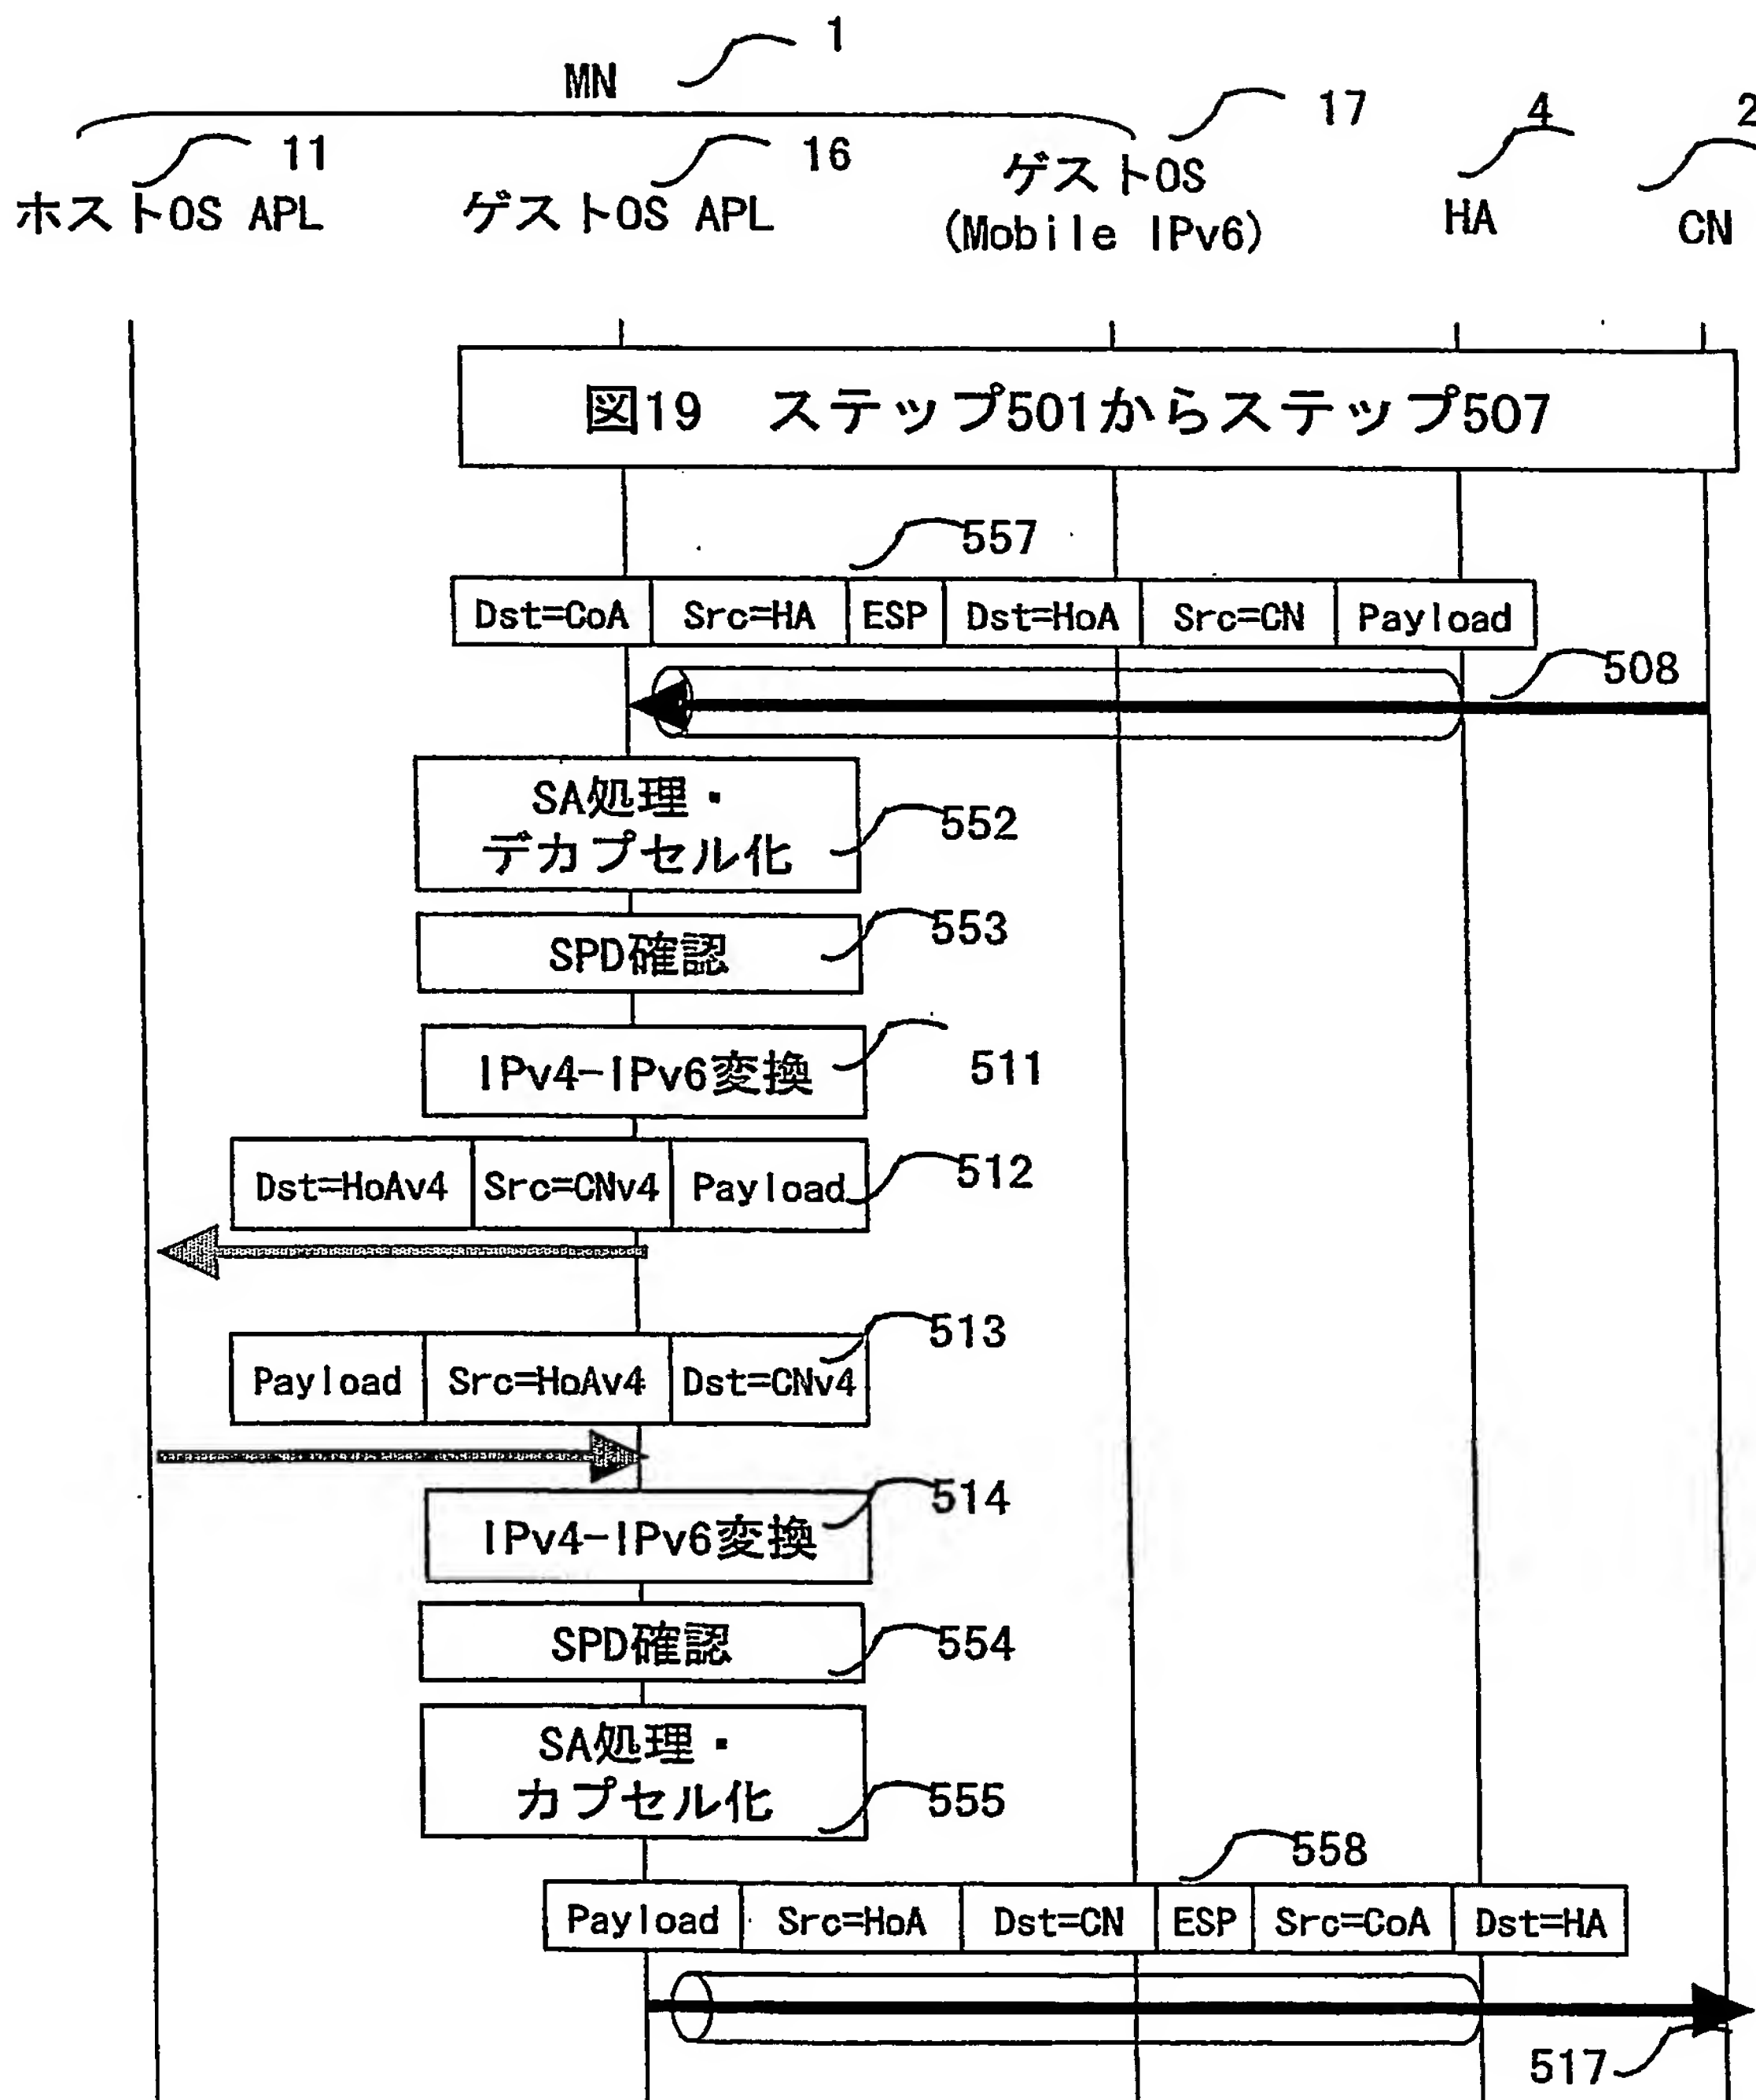 1
MN
17
4
2
11
16
ホストOS APL
ゲストOS APL
ゲストOS
(Mobile IPv6)
HA
CN
図19 ステップ501からステップ507
557
Dst=CoA Src=HA ESP Dst=HoA Src=CN Payload
508
SA処理・
デカプセル化
552
SPD確認
553
IPv4-IPv6変換
511
Dst=HoAv4 Src=CNv4 Payload
512
513
Payload Src=HoAv4 Dst=CNv4
514
IPv4-IPv6変換
SPD確認
554
SA処理・
カプセル化
555
558
Payload Src=HoA Dst=CN ESP Src=CoA Dst=HA
517